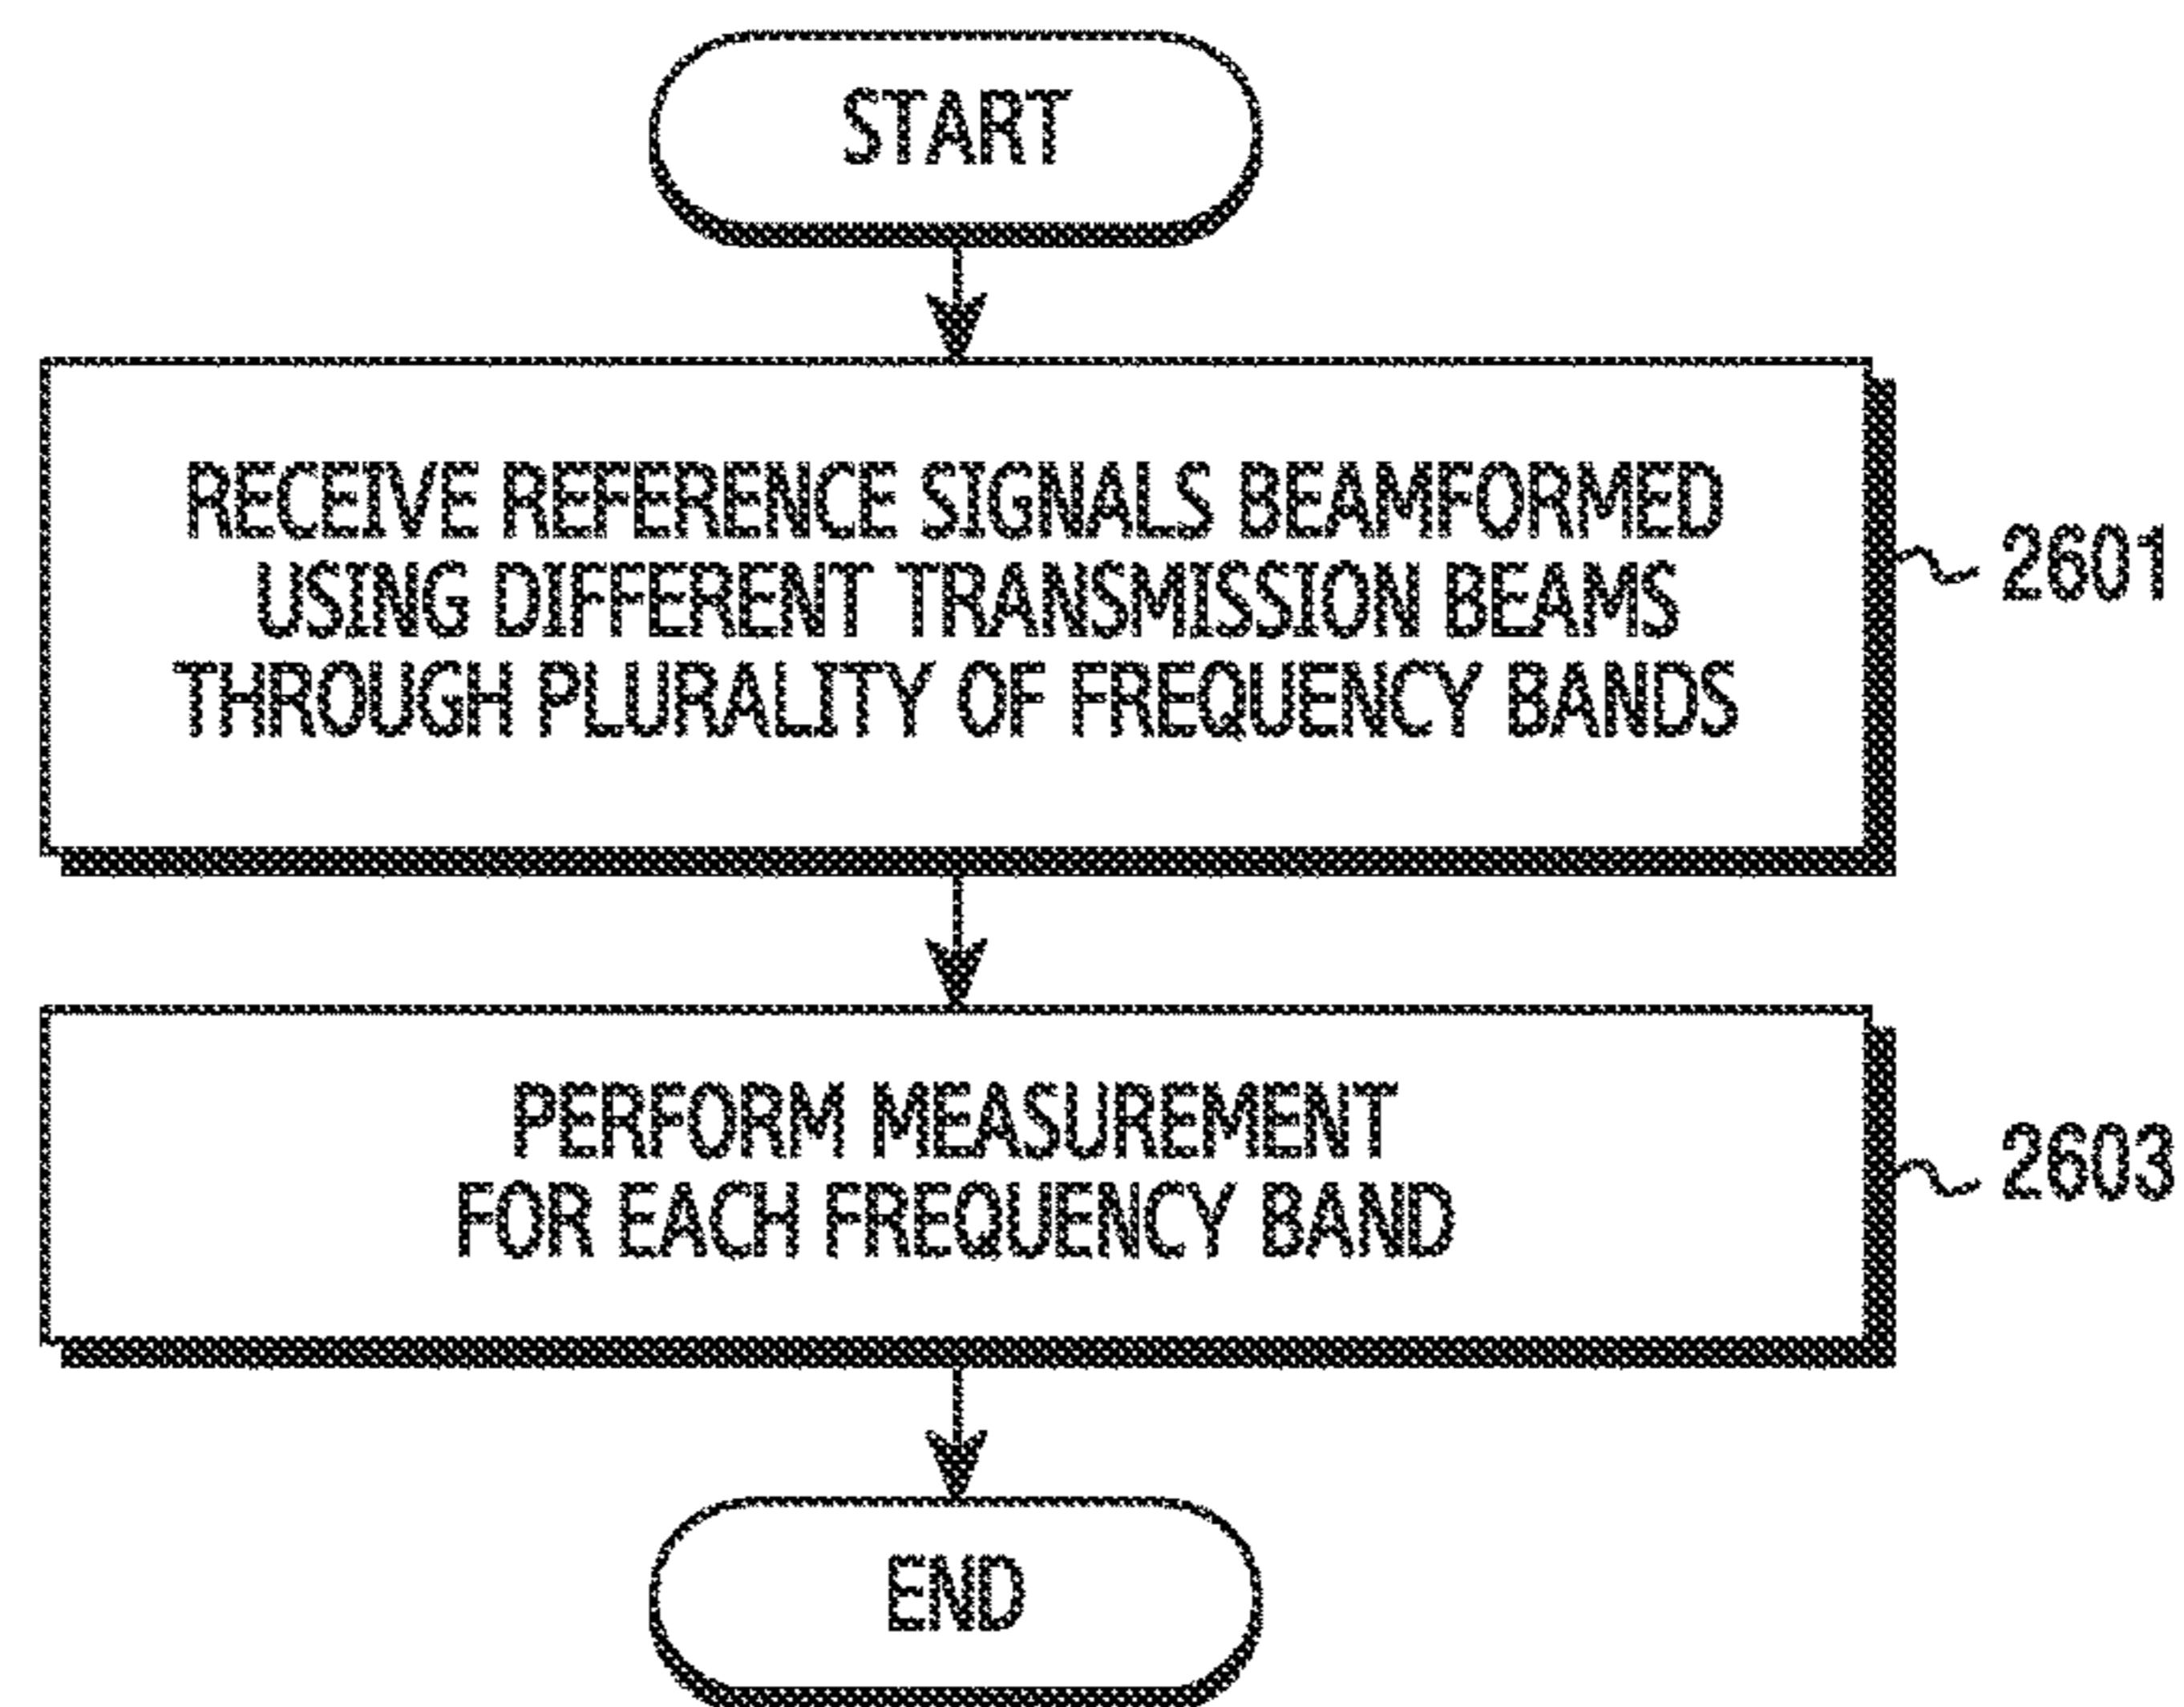 START
RECEIVE REFERENCE SIGNALS BEAMFORMED
USING DIFFERENT TRANSMISSION BEAMS
THROUGH PLURALITY OF FREQUENCY BANDS
2601
PERFORM MEASUREMENT
FOR EACH FREQUENCY BAND
2603
END